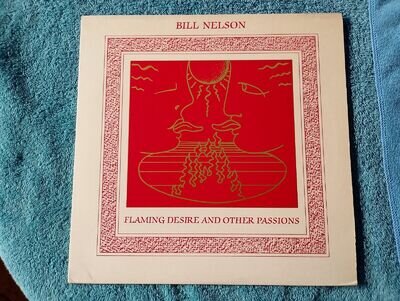 BILL NELSON
FLAMING DESIRE AND OTHER PASSIONS